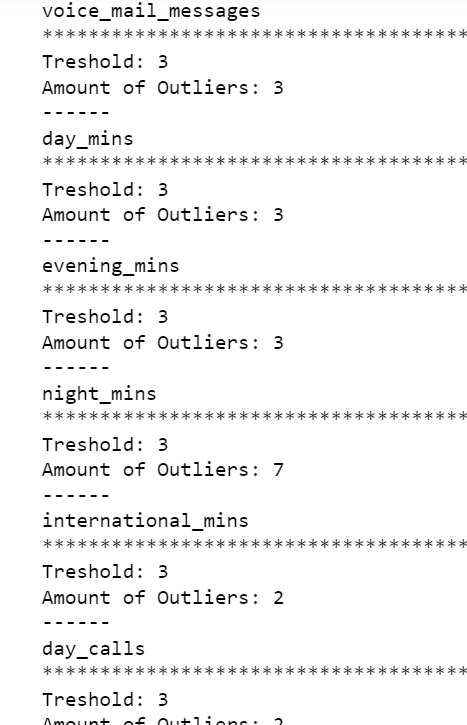 voice_mail_messages
*************************************
Treshold: 3
Amount of Outliers: 3
------
day_mins
*************************************
Treshold: 3
Amount of Outliers: 3
------
evening_mins
*************************************
Treshold: 3
Amount of Outliers: 3
------
night_mins
*************************************
Treshold: 3
Amount of Outliers: 7
------
international_mins
*************************************
Treshold: 3
Amount of Outliers: 2
------
day_calls
*************************************
Treshold: 3
Amount of Outliers: